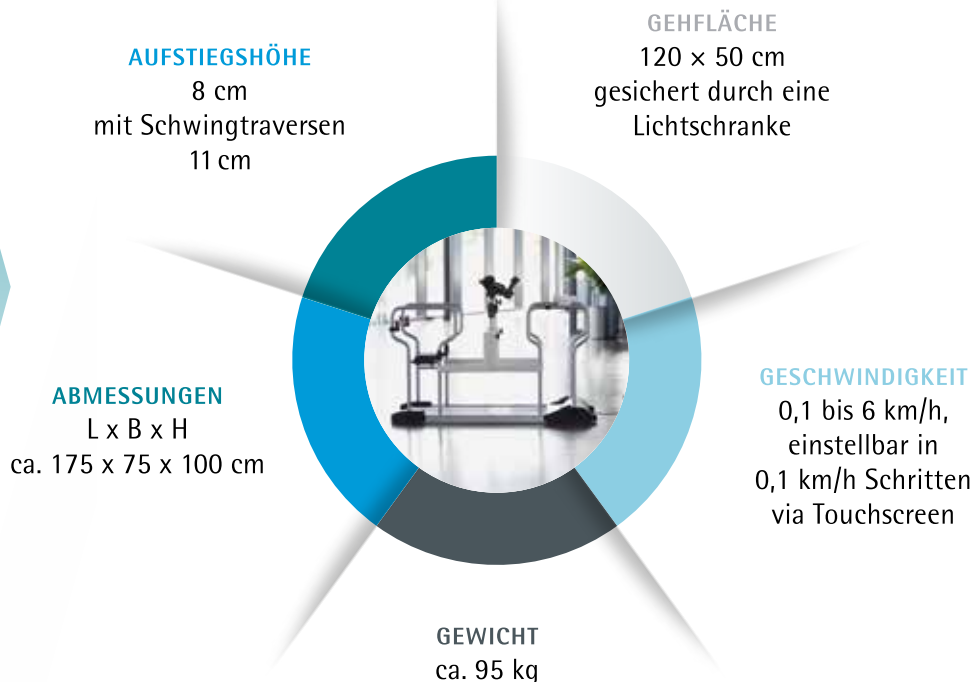 AUFSTIEGSHÖHE
8 cm
mit Schwingtraversen
11 cm
GEHFLÄCHE
120 × 50 cm
gesichert durch eine
Lichtschranke
ABMESSUNGEN
L x B x H
ca. 175 x 75 x 100 cm
GESCHWINDIGKEIT
0,1 bis 6 km/h,
einstellbar in
0,1 km/h Schritten
via Touchscreen
GEWICHT
ca. 95 kg